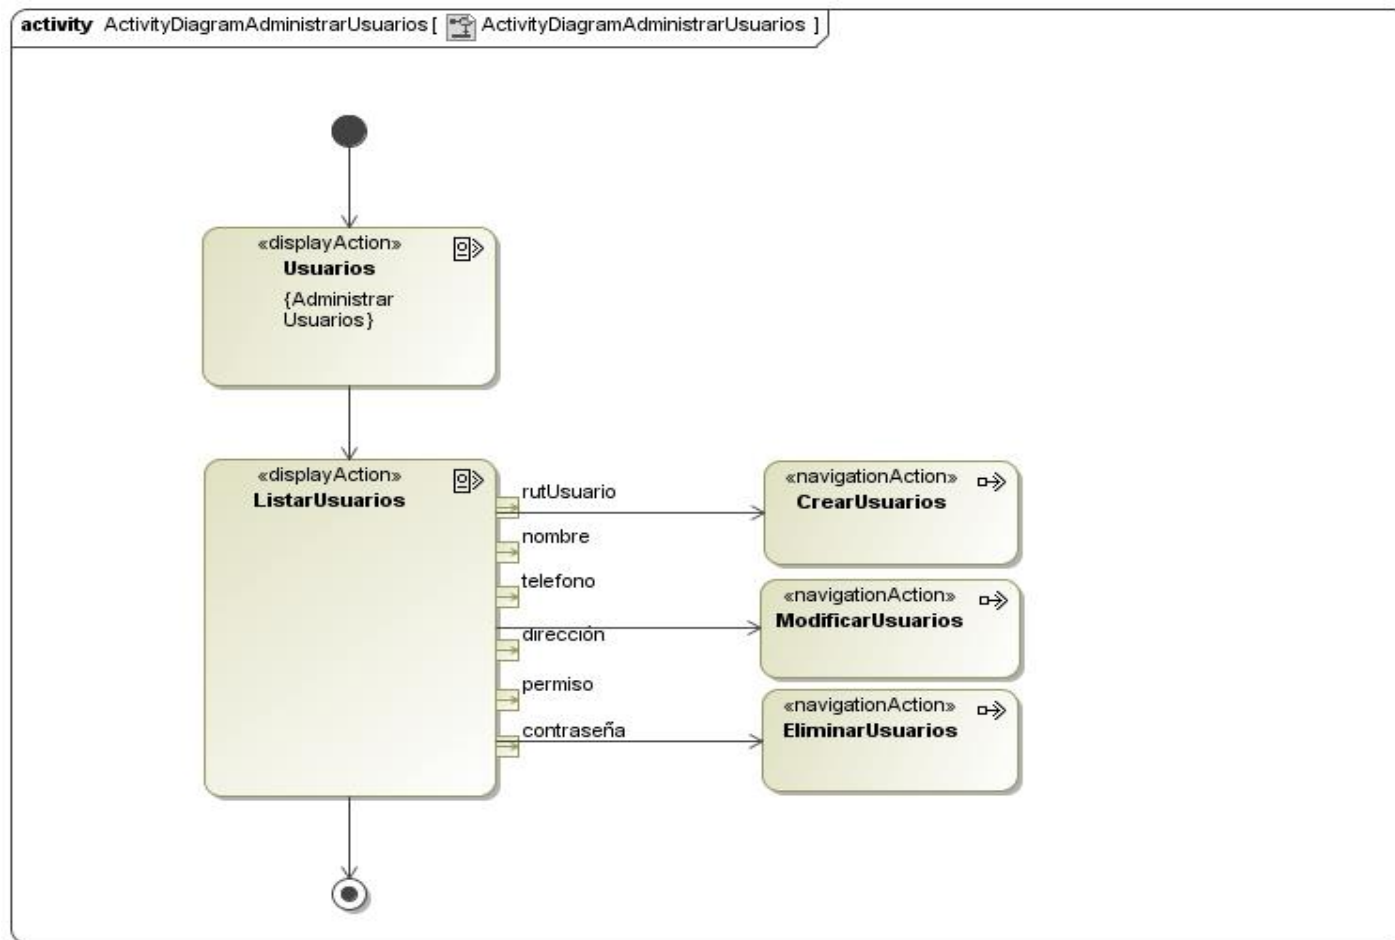 activity ActivityDiagramAdministrarUsuarios [ ActivityDiagramAdministrarUsuarios ]
«displayAction»
Usuarios
{Administrar
Usuarios}
«displayAction»
ListarUsuarios
rutUsuario
nombre
telefono
dirección
permiso
contraseña
«navigationAction»
CrearUsuarios
«navigationAction»
ModificarUsuarios
«navigationAction»
EliminarUsuarios